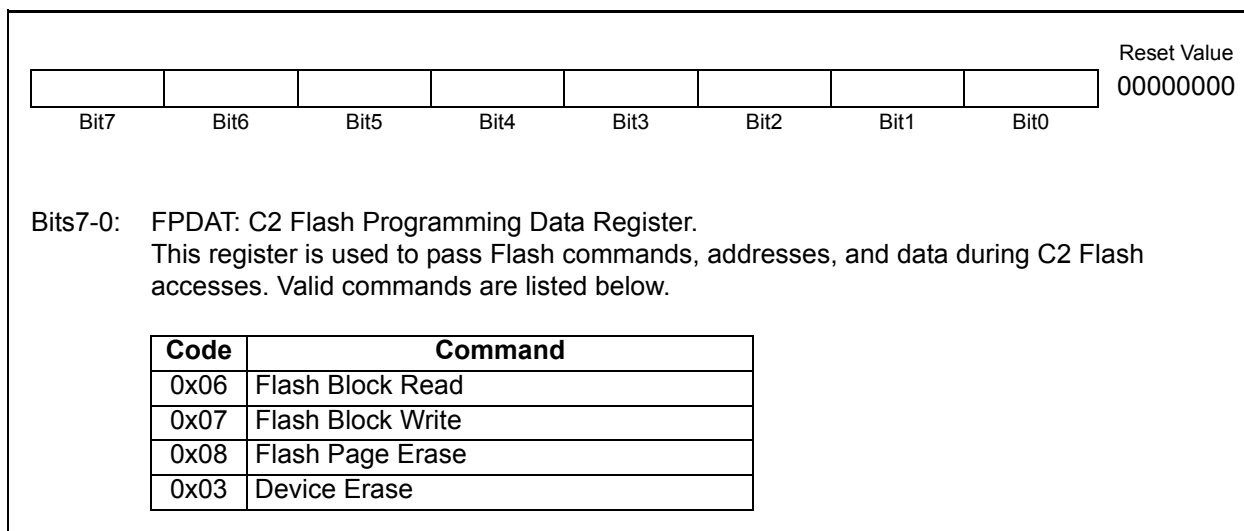 Reset Value
00000000
Bit7 Bit6 Bit5 Bit4 Bit3 Bit2 Bit1 Bit0
Bits7-0: FPDAT: C2 Flash Programming Data Register.
This register is used to pass Flash commands, addresses, and data during C2 Flash
accesses. Valid commands are listed below.
Code Command
0x06 Flash Block Read
0x07 Flash Block Write
0x08 Flash Page Erase
0x03 Device Erase